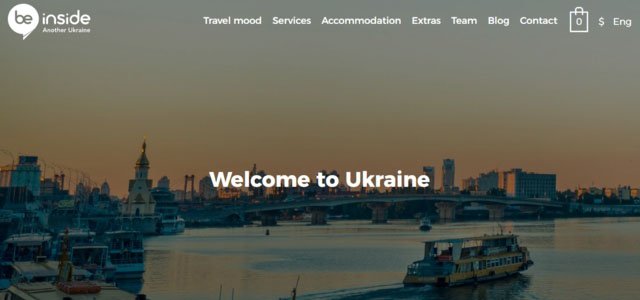 be inside
Another Ukraine
Travel mood Services Accommodation Extras Team Blog Contact 0 $ Eng
Welcome to Ukraine